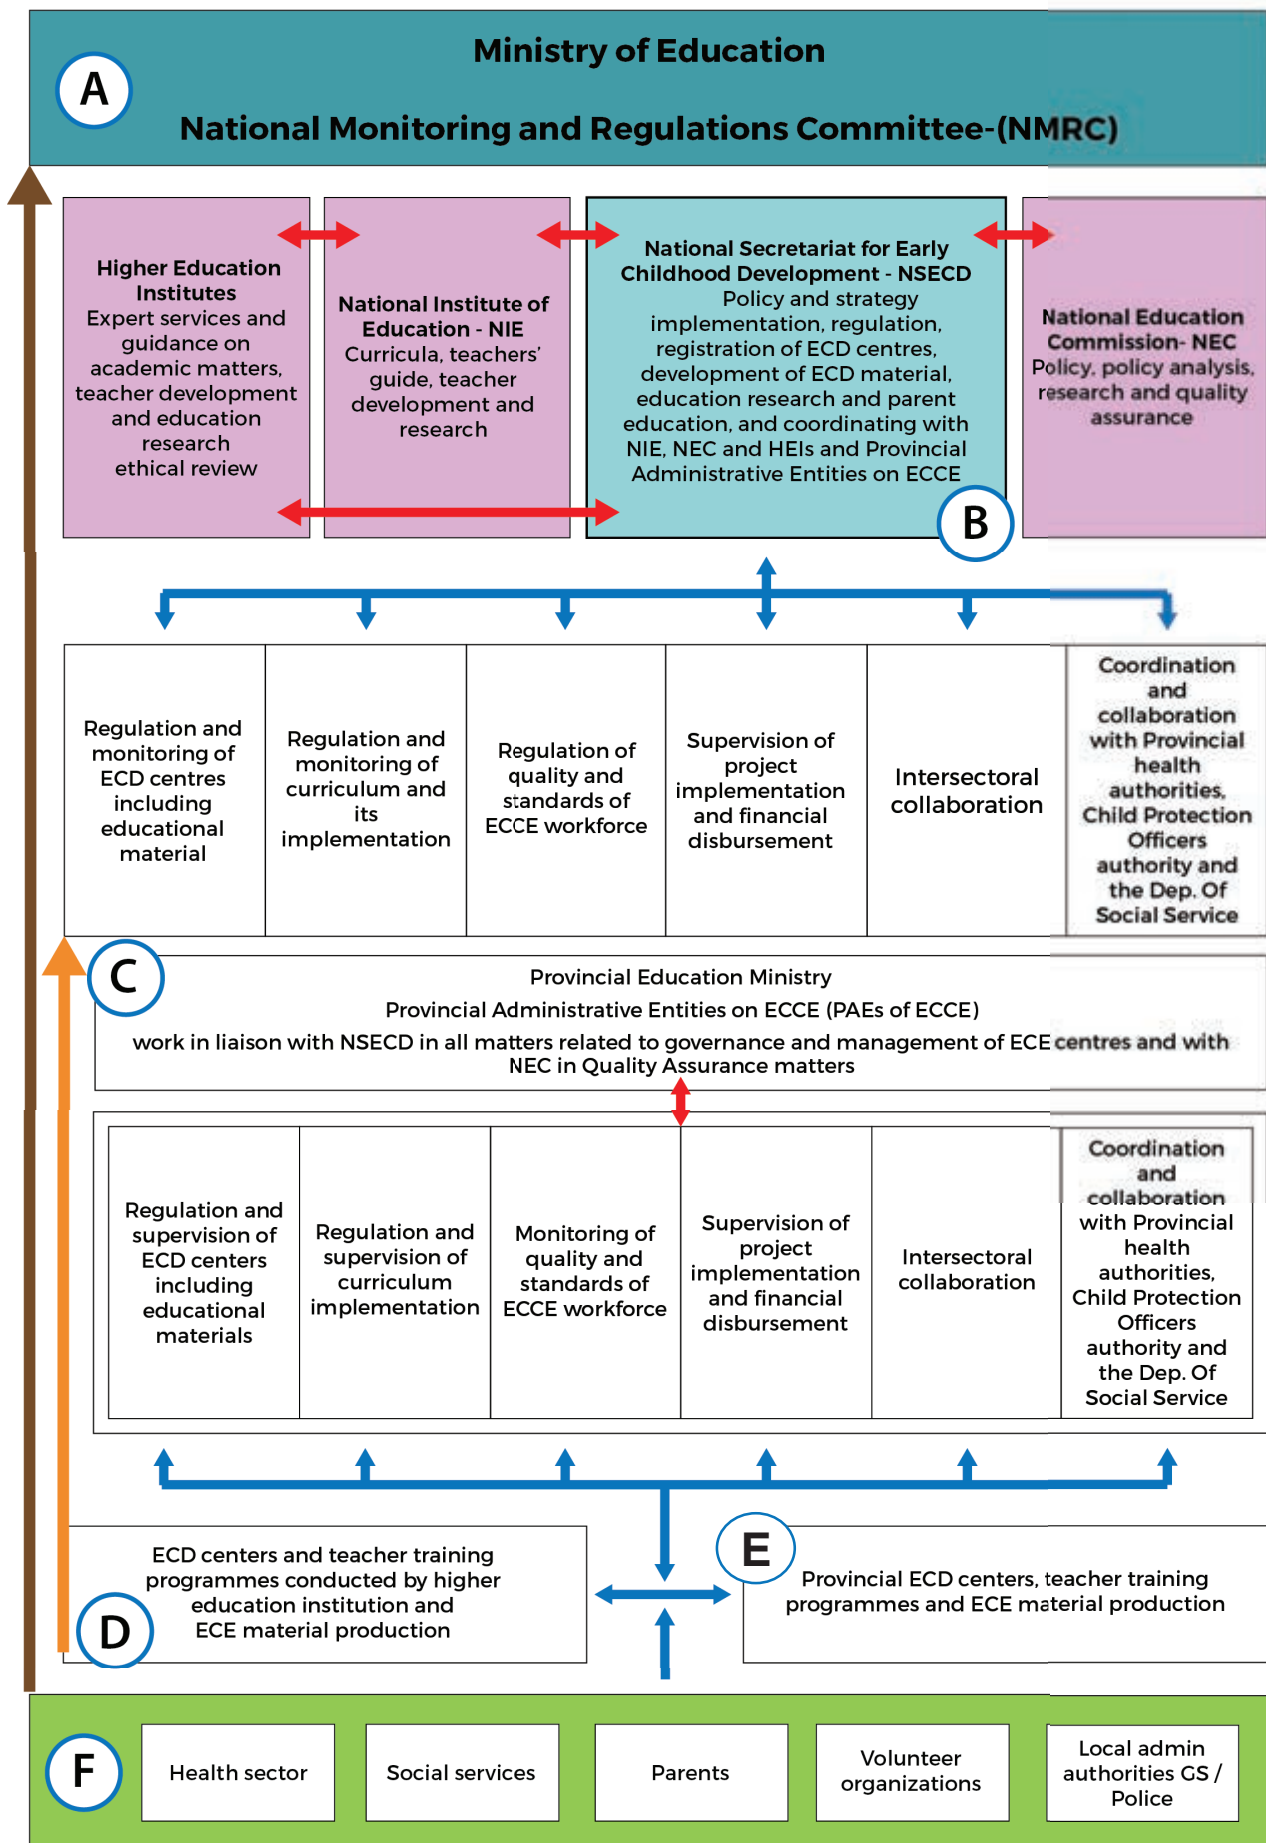 Ministry of Education
A
National Monitoring and Regulations Committee-(NMRC)
Higher Education
Institutes
Expert services and
guidance on
academic matters,
teacher development
and education
research
ethical review
National Institute of
Education - NIE
Curricula, teachers'
guide, teacher
development and
research
National Secretariat for Early
Childhood Development - NSECD
Policy and strategy
implementation, regulation,
registration of ECD centres,
development of ECD material,
education research and parent
education, and coordinating with
NIE, NEC and HEIs and Provincial
Administrative Entities on ECCE
B
National Education
Commission- NEC
Policy, policy analysis,
research and quality
assurance
Regulation and
monitoring of
ECD centres
including
educational
material
Regulation and
monitoring of
curriculum and
its
implementation
Regulation of
quality and
standards of
ECCE workforce
Supervision of
project
implementation
and financial
disbursement
Intersectoral
collaboration
Coordination
and
collaboration
with Provincial
health
authorities,
Child Protection
Officers
authority and
the Dep. Of
Social Service
C
Provincial Education Ministry
Provincial Administrative Entities on ECCE (PAEs of ECCE)
work in liaison with NSECD in all matters related to governance and management of ECE centres and with
NEC in Quality Assurance matters
Regulation and
supervision of
ECD centers
including
educational
materials
Regulation and
supervision of
curriculum
implementation
Monitoring of
quality and
standards of
ECCE workforce
Supervision of
project
implementation
and financial
disbursement
Intersectoral
collaboration
Coordination
and
collaboration
with Provincial
health
authorities,
Child Protection
Officers
authority and
the Dep. Of
Social Service
ECD centers and teacher training
programmes conducted by higher
education institution and
ECE material production
D
E
Provincial ECD centers, teacher training
programmes and ECE material production
F
Health sector
Social services
Parents
Volunteer
organizations
Local admin
authorities GS /
Police